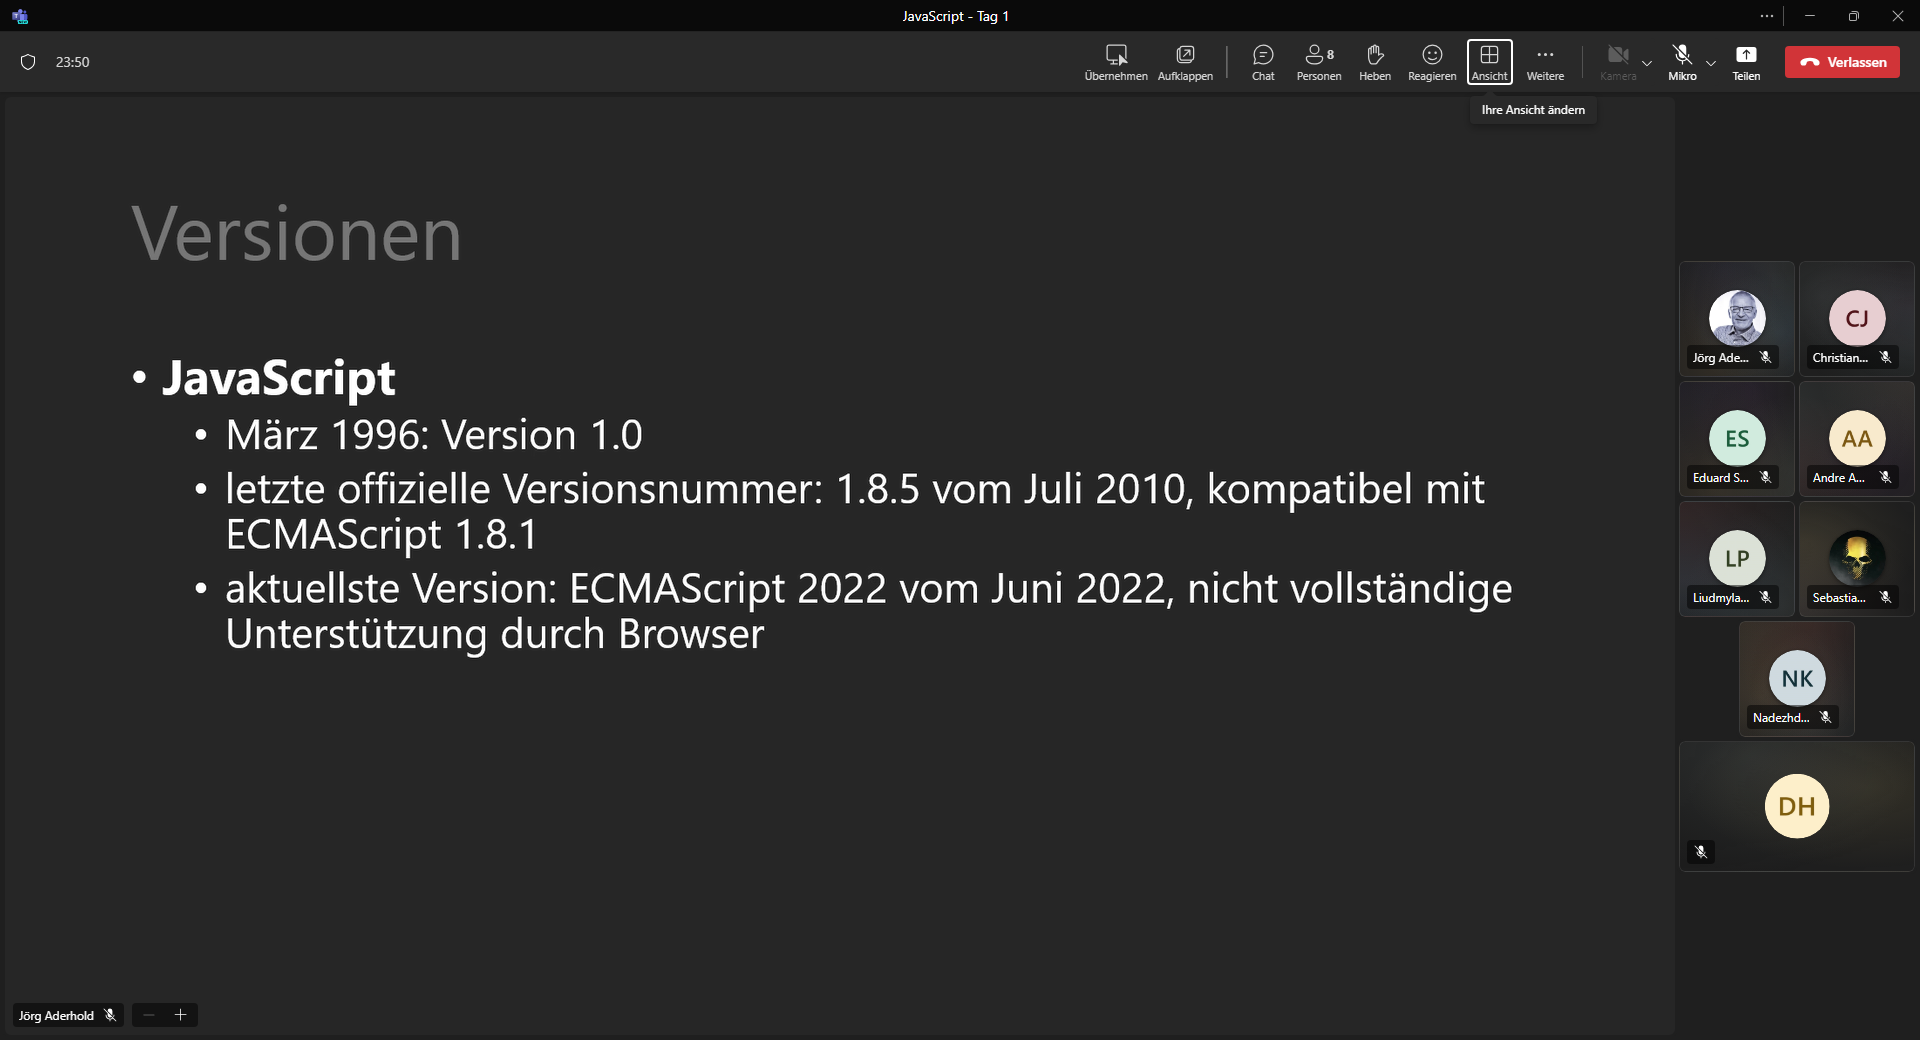 JavaScript - Tag 1
23:50
Übernehmen
Aufklappen
Chat
8
Personen
Heben
Reagieren
Ansicht
Weitere
Kamera
Mikro
Teilen
Verlassen
Ihre Ansicht ändern
Versionen
• JavaScript
• März 1996: Version 1.0
• letzte offizielle Versionsnummer: 1.8.5 vom Juli 2010, kompatibel mit
ECMAScript 1.8.1
• aktuellste Version: ECMAScript 2022 vom Juni 2022, nicht vollständige
Unterstützung durch Browser
Jörg Ade...
CJ
Christian...
ES
Eduard S...
AA
Andre A...
LP
Liudmyla...
Sebastia...
NK
Nadezhd...
DH
Jörg Aderhold